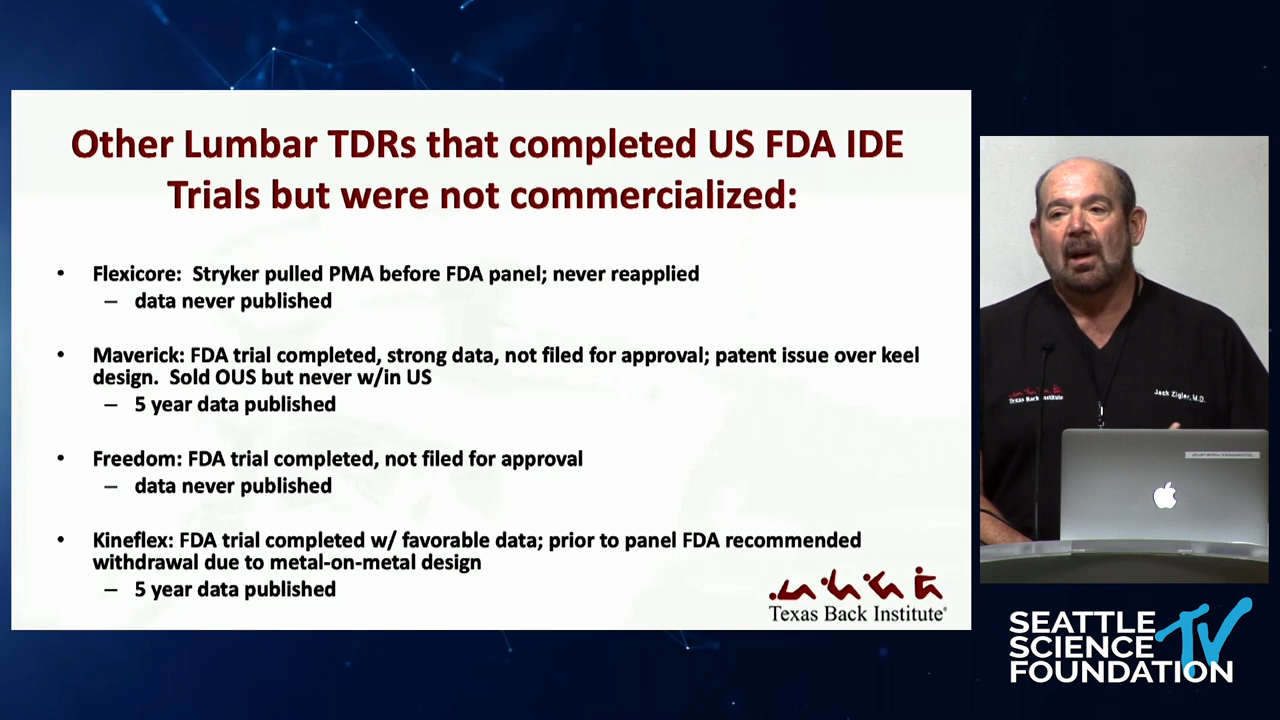 Other Lumbar TDRs that completed US FDA IDE
Trials but were not commercialized:
• Flexicore: Stryker pulled PMA before FDA panel; never reapplied
– data never published
• Maverick: FDA trial completed, strong data, not filed for approval; patent issue over keel
design. Sold OUS but never w/in US
– 5 year data published
• Freedom: FDA trial completed, not filed for approval
– data never published
• Kineflex: FDA trial completed w/ favorable data; prior to panel FDA recommended
withdrawal due to metal-on-metal design
– 5 year data published
Texas Back Institute®
Texas Back Institute
Jack Zigler, M.D.
SEATTLE
SCIENCE
FOUNDATION
TV